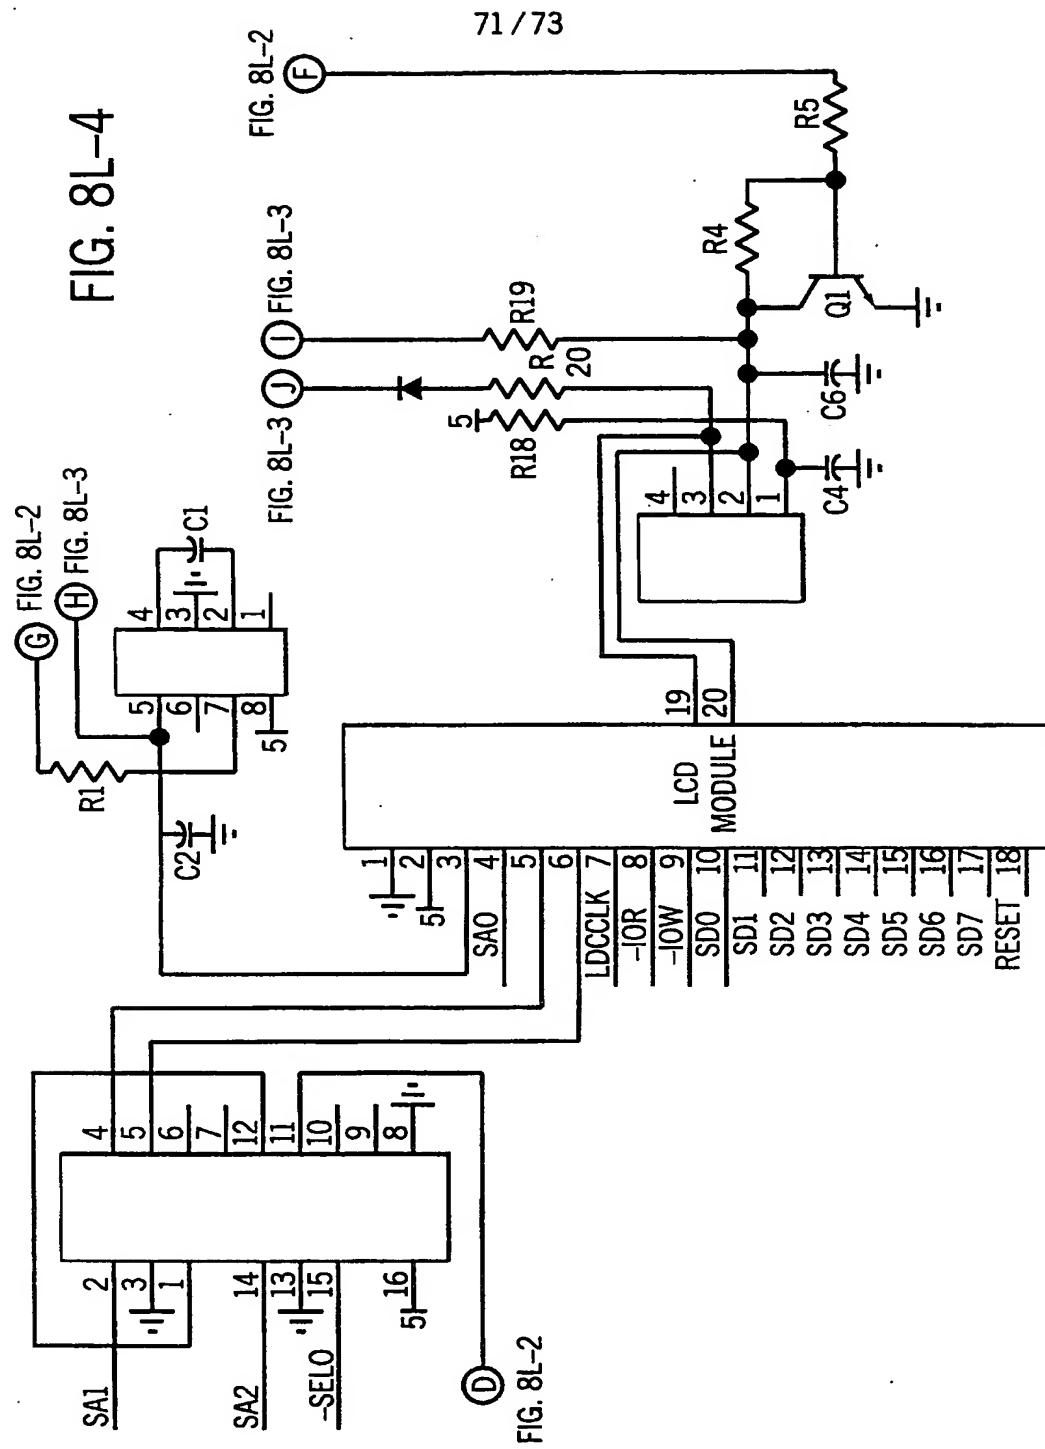 71/73
FIG. 8L-4
FIG. 8L-2
F
R5
R4
Q1
I
FIG. 8L-3
R19
FIG. 8L-3
J
R
20
5
R18
C6
C4
4
3
2
1
G
FIG. 8L-2
H
FIG. 8L-3
C1
4
3
2
1
5
6
7
8
5
R1
C2
LCD
MODULE
19
20
1
2
5
3
4
SA0
5
6
7
LDCCLK
8
-IOR
9
-IOW
10
SD0
11
SD1
12
SD2
13
SD3
14
SD4
15
SD5
16
SD6
17
SD7
18
RESET
4
5
6
7
12
11
10
9
8
2
3
1
14
13
15
16
5
SA1
SA2
-SELO
D
FIG. 8L-2